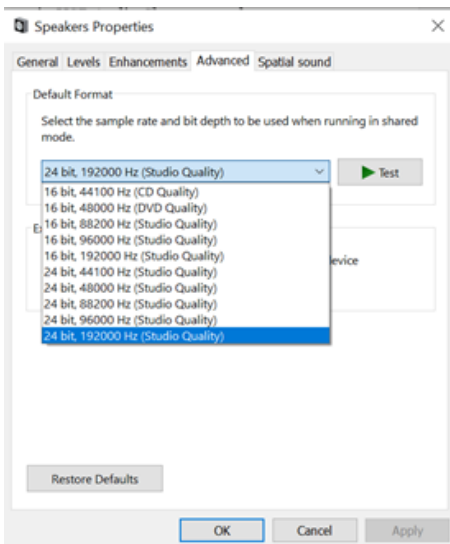 Speakers Properties
General Levels Enhancements Advanced Spatial sound
Default Format
Select the sample rate and bit depth to be used when running in shared
mode.
24 bit, 192000 Hz (Studio Quality)
Test
16 bit, 44100 Hz (CD Quality)
16 bit, 48000 Hz (DVD Quality)
16 bit, 88200 Hz (Studio Quality)
16 bit, 96000 Hz (Studio Quality)
16 bit, 192000 Hz (Studio Quality)
24 bit, 44100 Hz (Studio Quality)
24 bit, 48000 Hz (Studio Quality)
24 bit, 88200 Hz (Studio Quality)
24 bit, 96000 Hz (Studio Quality)
24 bit, 192000 Hz (Studio Quality)
Restore Defaults
OK Cancel Apply